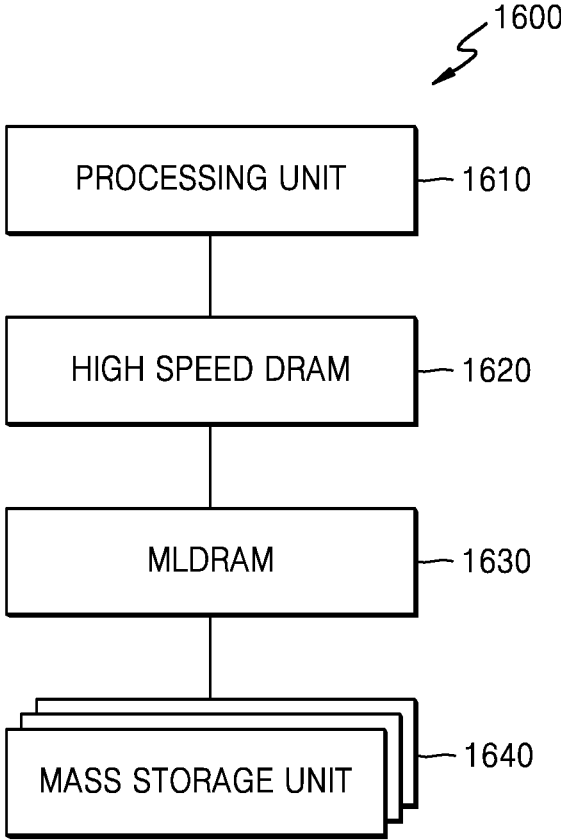 1600
PROCESSING UNIT
1610
HIGH SPEED DRAM
1620
MLDRAM
1630
MASS STORAGE UNIT
1640